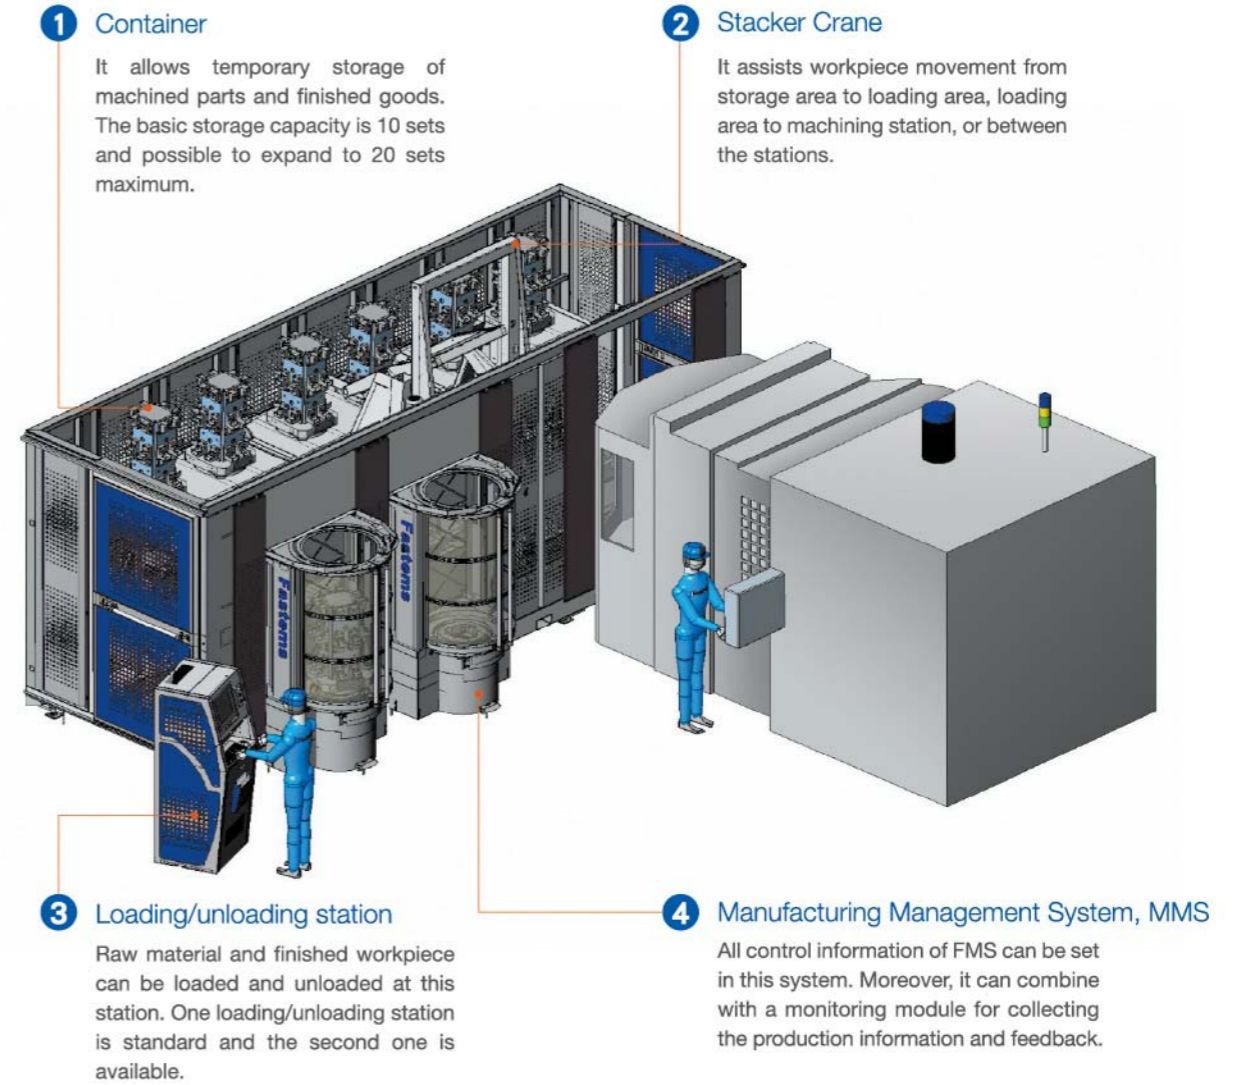 1 Container
It allows temporary storage of
machined parts and finished goods.
The basic storage capacity is 10 sets
and possible to expand to 20 sets
maximum.
2 Stacker Crane
It assists workpiece movement from
storage area to loading area, loading
area to machining station, or between
the stations.
Fastems
Fastems
3 Loading/unloading station
Raw material and finished workpiece
can be loaded and unloaded at this
station. One loading/unloading station
is standard and the second one is
available.
4 Manufacturing Management System, MMS
All control information of FMS can be set
in this system. Moreover, it can combine
with a monitoring module for collecting
the production information and feedback.